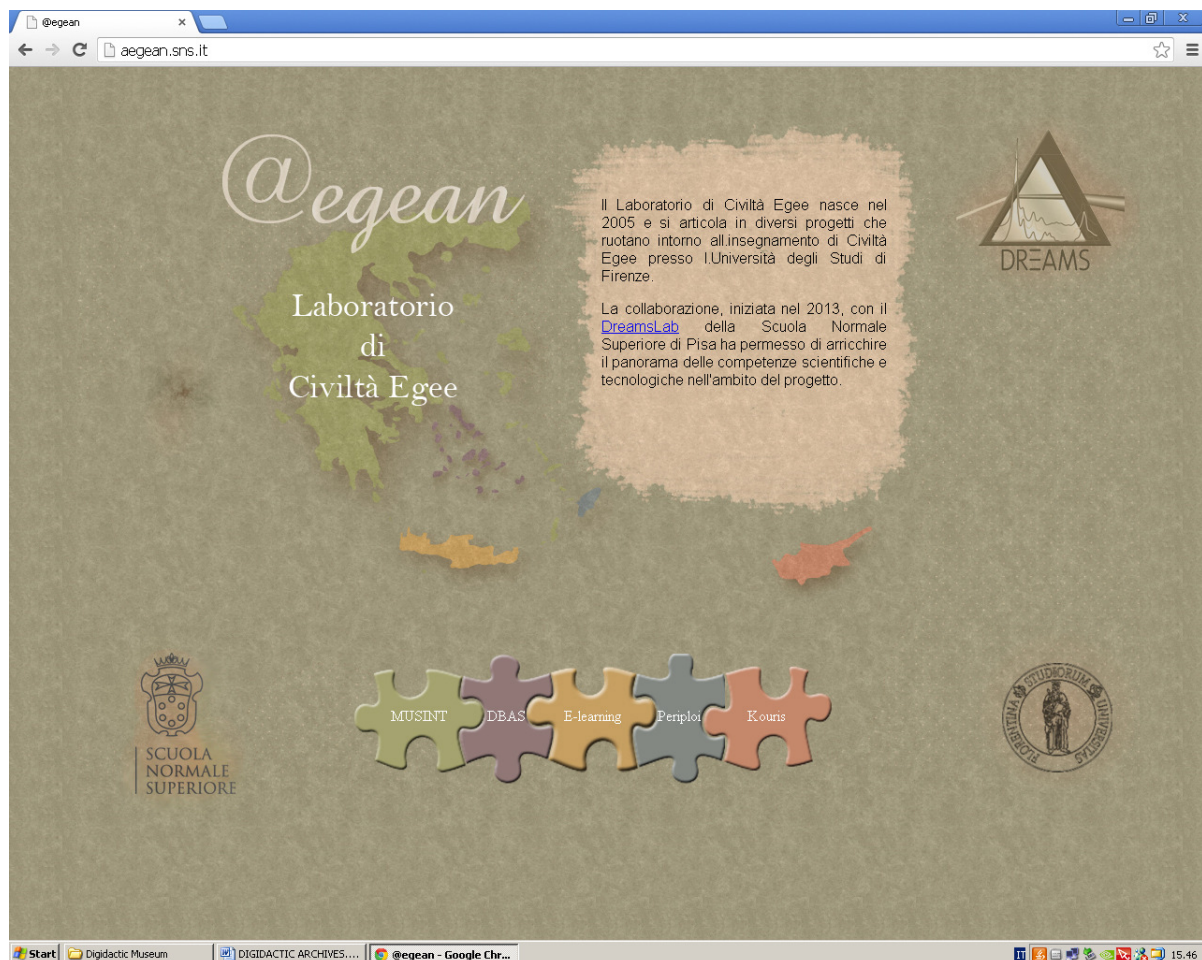 @egean
aegean.sns.it
@egean
Laboratorio
di
Civiltà Egee
Il Laboratorio di Civiltà Egee nasce nel
2005 e si articola in diversi progetti che
ruotano intorno all.insegnamento di Civiltà
Egee presso l.Università degli Studi di
Firenze.
La collaborazione, iniziata nel 2013, con il
DreamsLab della Scuola Normale
Superiore di Pisa ha permesso di arricchire
il panorama delle competenze scientifiche e
tecnologiche nell'ambito del progetto.
DREAMS
MUSINT
DBAS
E-learning
Periploi
Kouris
SCUOLA
NORMALE
SUPERIORE
FLORENTINA STUDIORUM UNIVERSITAS
Start
Digidactic Museum
DIGIDACTIC ARCHIVES....
@egean - Google Chr...
IT
15.46